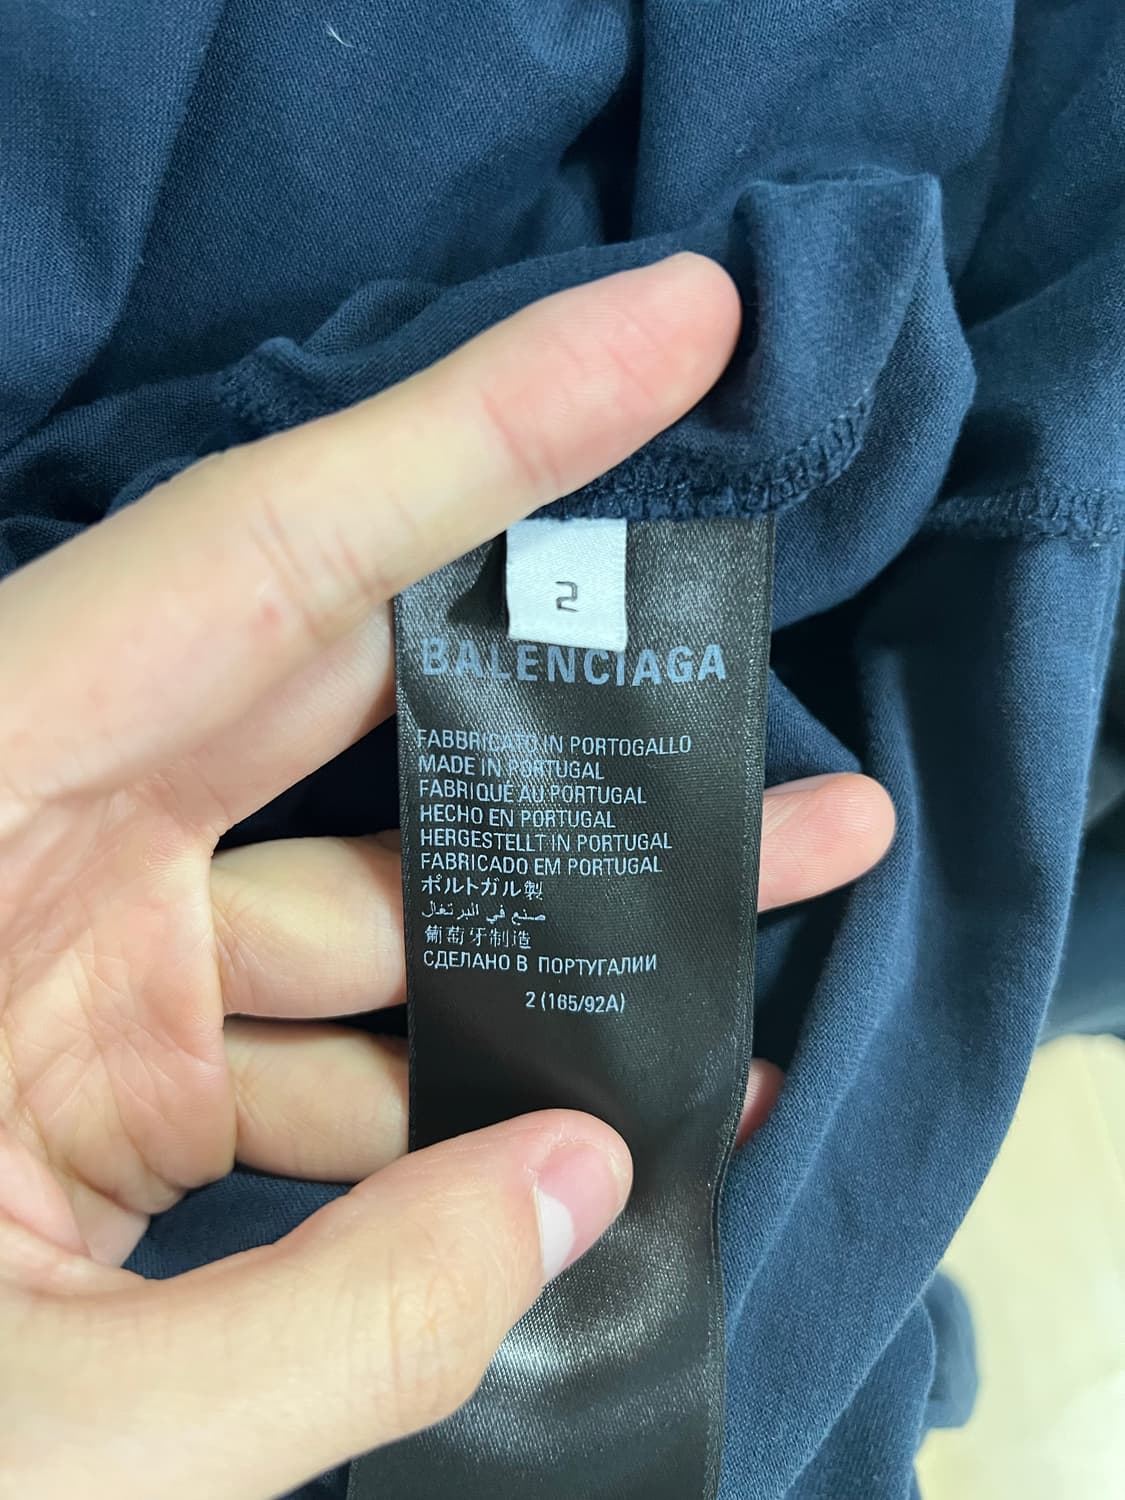 2
BALENCIAGA
FABBRICATO IN PORTOGALLO
MADE IN PORTUGAL
FABRIQUÉ AU PORTUGAL
HECHO EN PORTUGAL
HERGESTELLT IN PORTUGAL
FABRICADO EM PORTUGAL
ポルトガル製
صنع في البرتغال
葡萄牙制造
СДЕЛАНО В ПОРТУГАЛИИ
2 (165/92A)